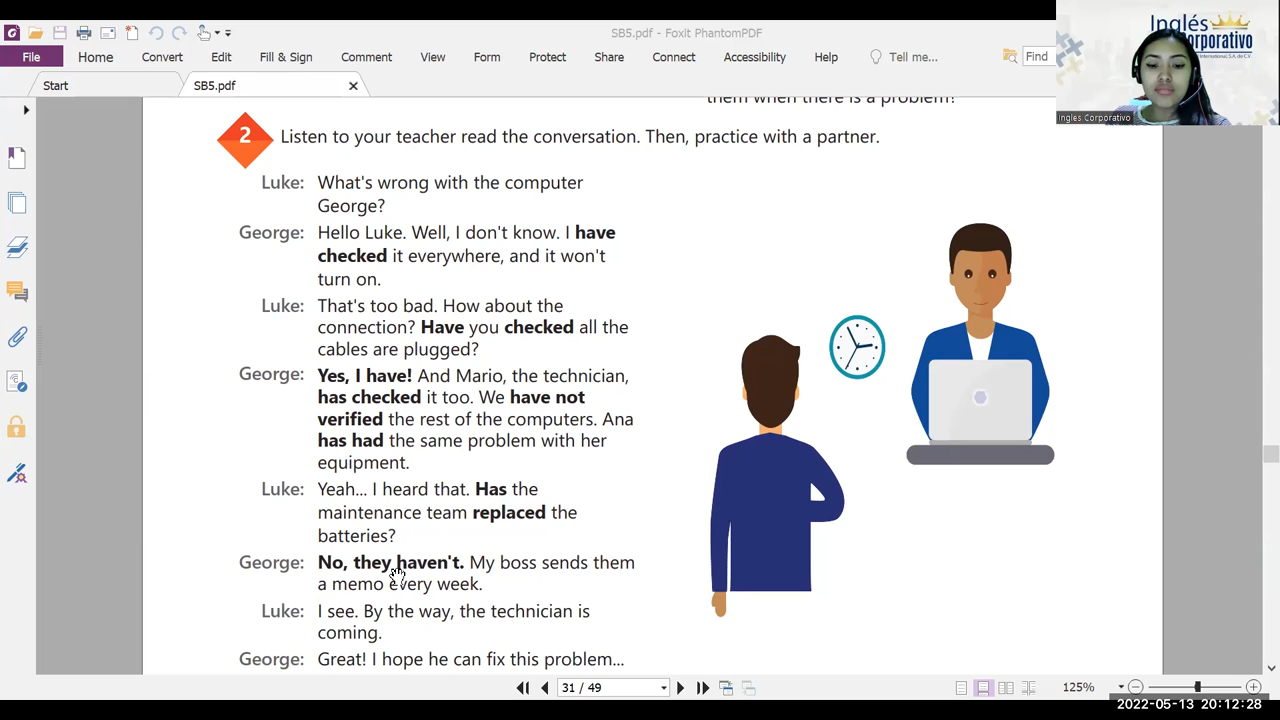 SB5.pdf - Foxit PhantomPDF
File Home Convert Fill & Sign Edit Organize Comment View Form Protect Share Connect Accessibility Help Tell me... Find
Start SB5.pdf
Inglés
Corporativo
Ingles Corporativo
them when there is a problem?
2 Listen to your teacher read the conversation. Then, practice with a partner.
Luke: What's wrong with the computer
George?
George: Hello Luke. Well, I don't know. I have
checked it everywhere, and it won't
turn on.
Luke: That's too bad. How about the
connection? Have you checked all the
cables are plugged?
George: Yes, I have! And Mario, the technician,
has checked it too. We have not
verified the rest of the computers. Ana
has had the same problem with her
equipment.
Luke: Yeah... I heard that. Has the
maintenance team replaced the
batteries?
George: No, they haven't. My boss sends them
a memo every week.
Luke: I see. By the way, the technician is
coming.
George: Great! I hope he can fix this problem...
31 / 49 125%
2022-05-13 20:12:28